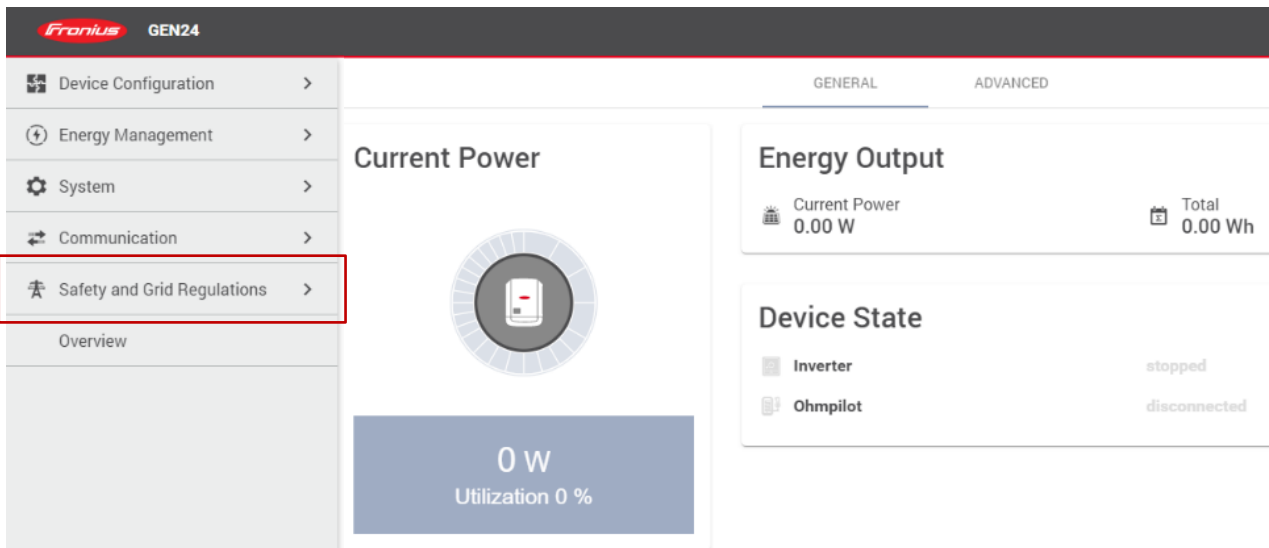 Fronius GEN24
Device Configuration
Energy Management
System
Communication
Safety and Grid Regulations
Overview
GENERAL ADVANCED
Current Power
0 W
Utilization 0 %
Energy Output
Current Power Total
0.00 W 0.00 Wh
Device State
Inverter stopped
Ohmpilot disconnected